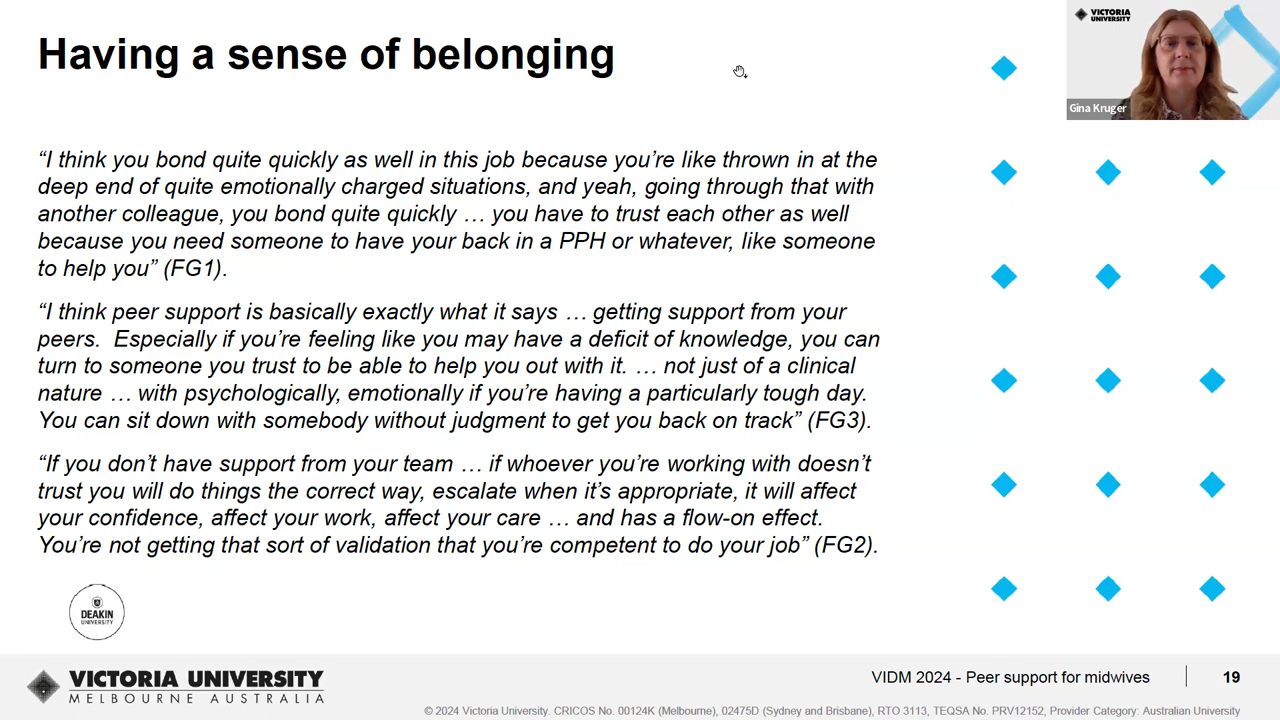 Having a sense of belonging
VICTORIA
UNIVERSITY
Gina Kruger
“I think you bond quite quickly as well in this job because you’re like thrown in at the
deep end of quite emotionally charged situations, and yeah, going through that with
another colleague, you bond quite quickly … you have to trust each other as well
because you need someone to have your back in a PPH or whatever, like someone
to help you” (FG1).
“I think peer support is basically exactly what it says … getting support from your
peers.  Especially if you’re feeling like you may have a deficit of knowledge, you can
turn to someone you trust to be able to help you out with it. … not just of a clinical
nature … with psychologically, emotionally if you’re having a particularly tough day.
You can sit down with somebody without judgment to get you back on track” (FG3).
“If you don’t have support from your team … if whoever you’re working with doesn’t
trust you will do things the correct way, escalate when it’s appropriate, it will affect
your confidence, affect your work, affect your care … and has a flow-on effect.
You’re not getting that sort of validation that you’re competent to do your job” (FG2).
DEAKIN
UNIVERSITY
VICTORIA UNIVERSITY
MELBOURNE AUSTRALIA
VIDM 2024 - Peer support for midwives
19
© 2024 Victoria University. CRICOS No. 00124K (Melbourne), 02475D (Sydney and Brisbane), RTO 3113, TEQSA No. PRV12152, Provider Category: Australian University